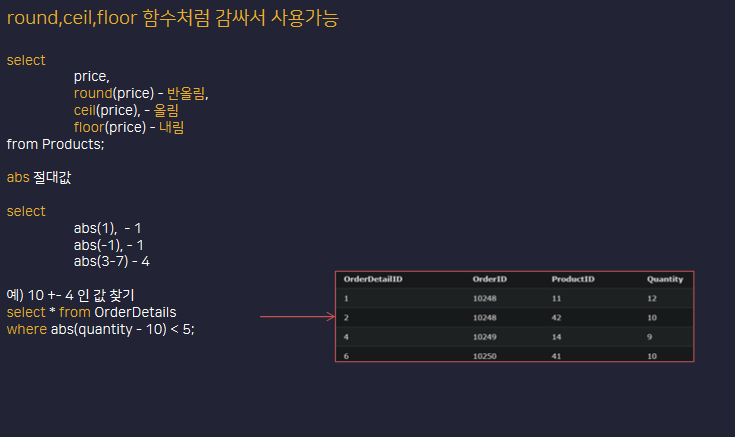 round,ceil,floor 함수처럼 감싸서 사용가능
select
price,
round(price) - 반올림,
ceil(price), - 올림
floor(price) - 내림
from Products;
abs 절대값
select
abs(1), - 1
abs(-1), - 1
abs(3-7) - 4
예) 10 +- 4 인 값 찾기
select * from OrderDetails
where abs(quantity - 10) < 5;
OrderDetailID OrderID ProductID Quantity
1 10248 11 12
2 10248 42 10
4 10249 14 9
6 10250 41 10